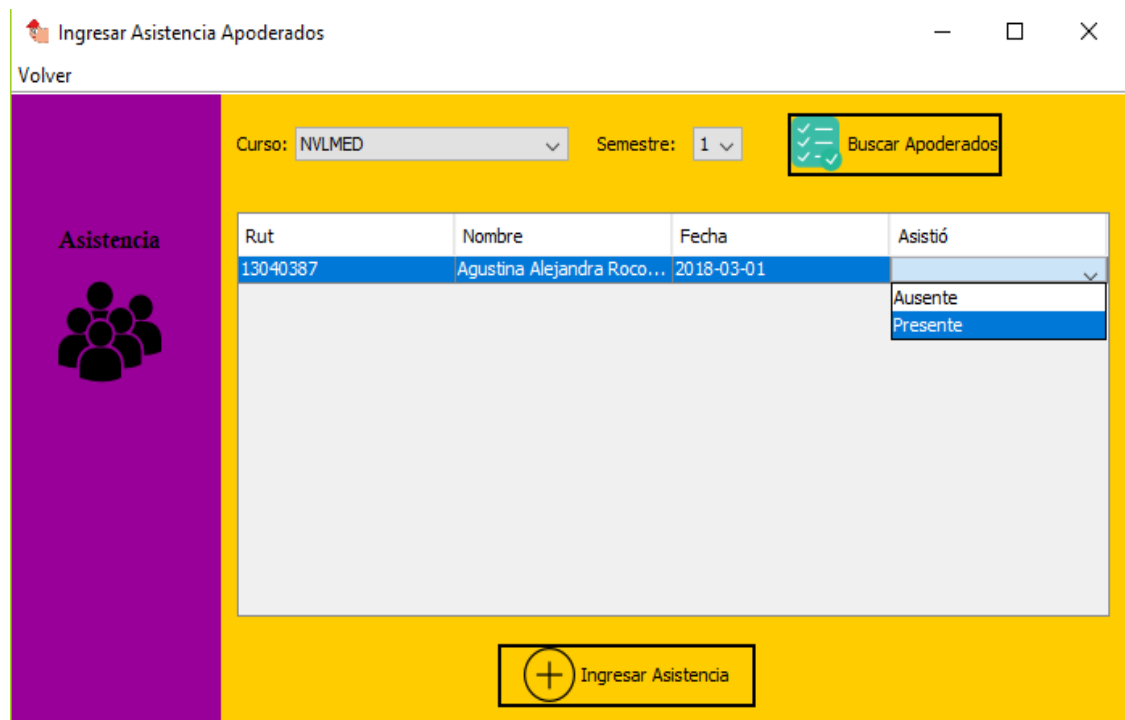 Ingresar Asistencia Apoderados
Volver
Curso: NVLMED Semestre: 1 Buscar Apoderados
Asistencia
Rut Nombre Fecha Asistió
13040387 Agustina Alejandra Roco... 2018-03-01
Ausente
Presente
Ingresar Asistencia